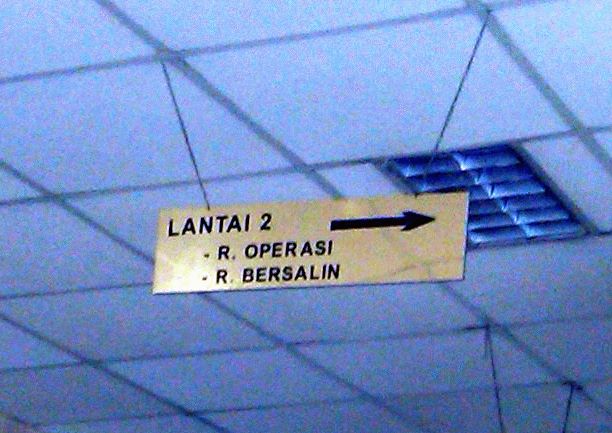 LANTAI 2
- R. OPERASI
- R. BERSALIN